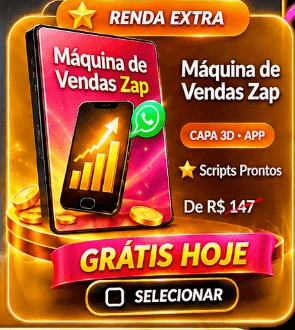 RENDA EXTRA
Máquina de
Vendas Zap
Máquina de
Vendas Zap
CAPA 3D • APP
Scripts Prontos
De R$ 147
GRÁTIS HOJE
SELECIONAR